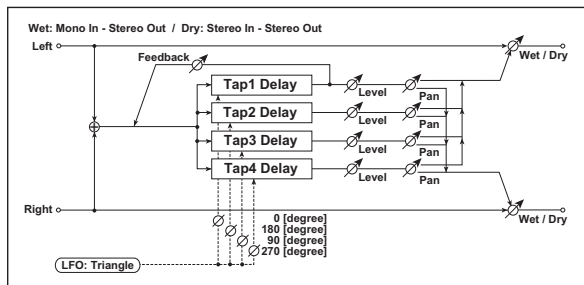 Wet: Mono In - Stereo Out / Dry: Stereo In - Stereo Out
Left
Wet / Dry
Feedback
Tap1 Delay
Level
Pan
Tap2 Delay
Level
Pan
Tap3 Delay
Level
Pan
Tap4 Delay
Level
Pan
Right
Wet / Dry
0 [degree]
180 [degree]
90 [degree]
270 [degree]
LFO: Triangle